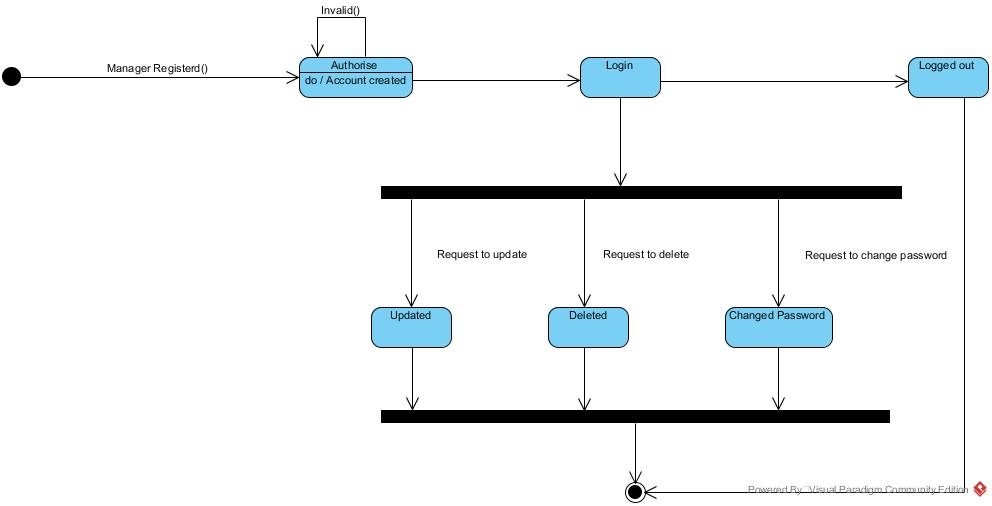 Invalid()
Manager Registerd()
Authorise
do / Account created
Login
Logged out
Request to update
Request to delete
Request to change password
Updated
Deleted
Changed Password
Powered By Visual Paradigm Community Edition